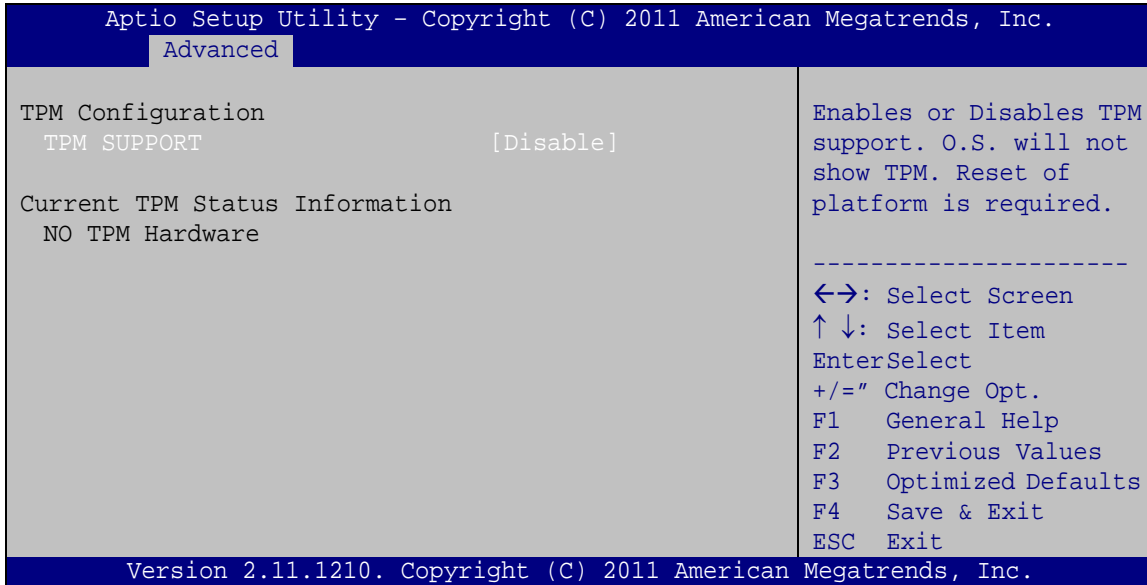 Aptio Setup Utility – Copyright (C) 2011 American Megatrends, Inc.
Advanced
TPM Configuration
TPM SUPPORT [Disable]
Current TPM Status Information
NO TPM Hardware
Enables or Disables TPM
support. O.S. will not
show TPM. Reset of
platform is required.
----------------------
←→: Select Screen
↑ ↓: Select Item
EnterSelect
+/=″ Change Opt.
F1 General Help
F2 Previous Values
F3 Optimized Defaults
F4 Save & Exit
ESC Exit
Version 2.11.1210. Copyright (C) 2011 American Megatrends, Inc.